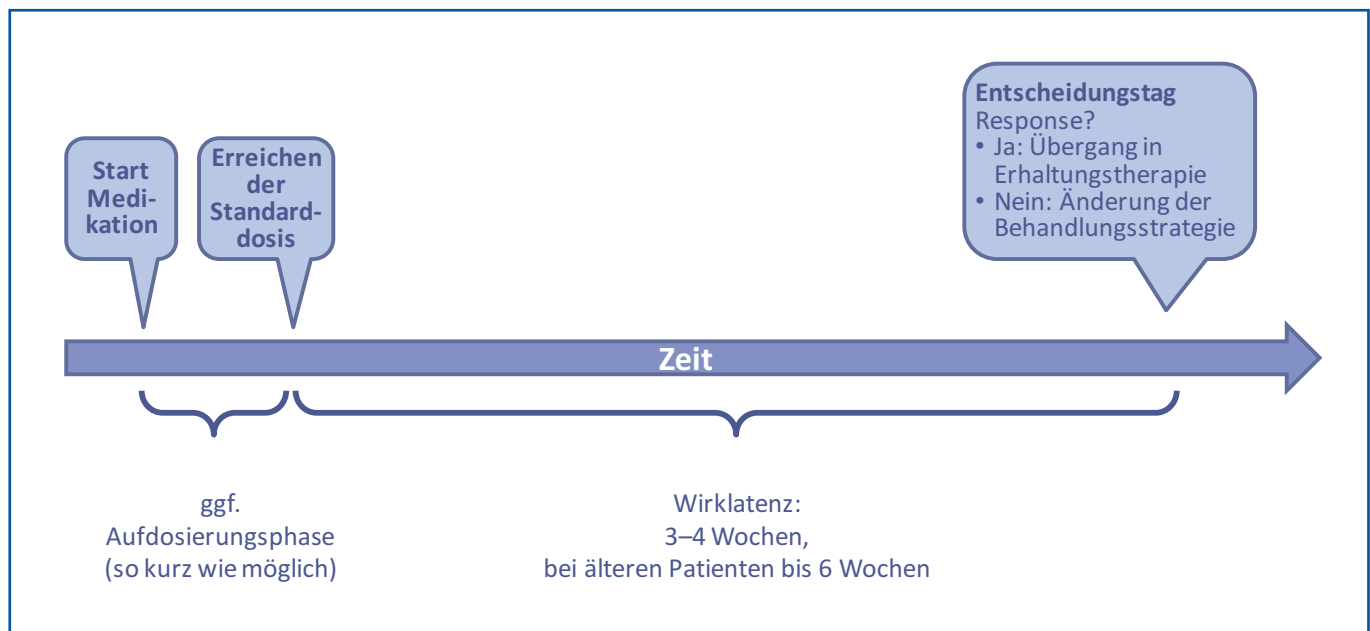 Start
Medi-
kation
Erreichen
der
Standard-
dosis
Entscheidungstag
Response?
• Ja: Übergang in
Erhaltungstherapie
• Nein: Änderung der
Behandlungsstrategie
Zeit
ggf.
Aufdosierungsphase
(so kurz wie möglich)
Wirklatenz:
3–4 Wochen,
bei älteren Patienten bis 6 Wochen